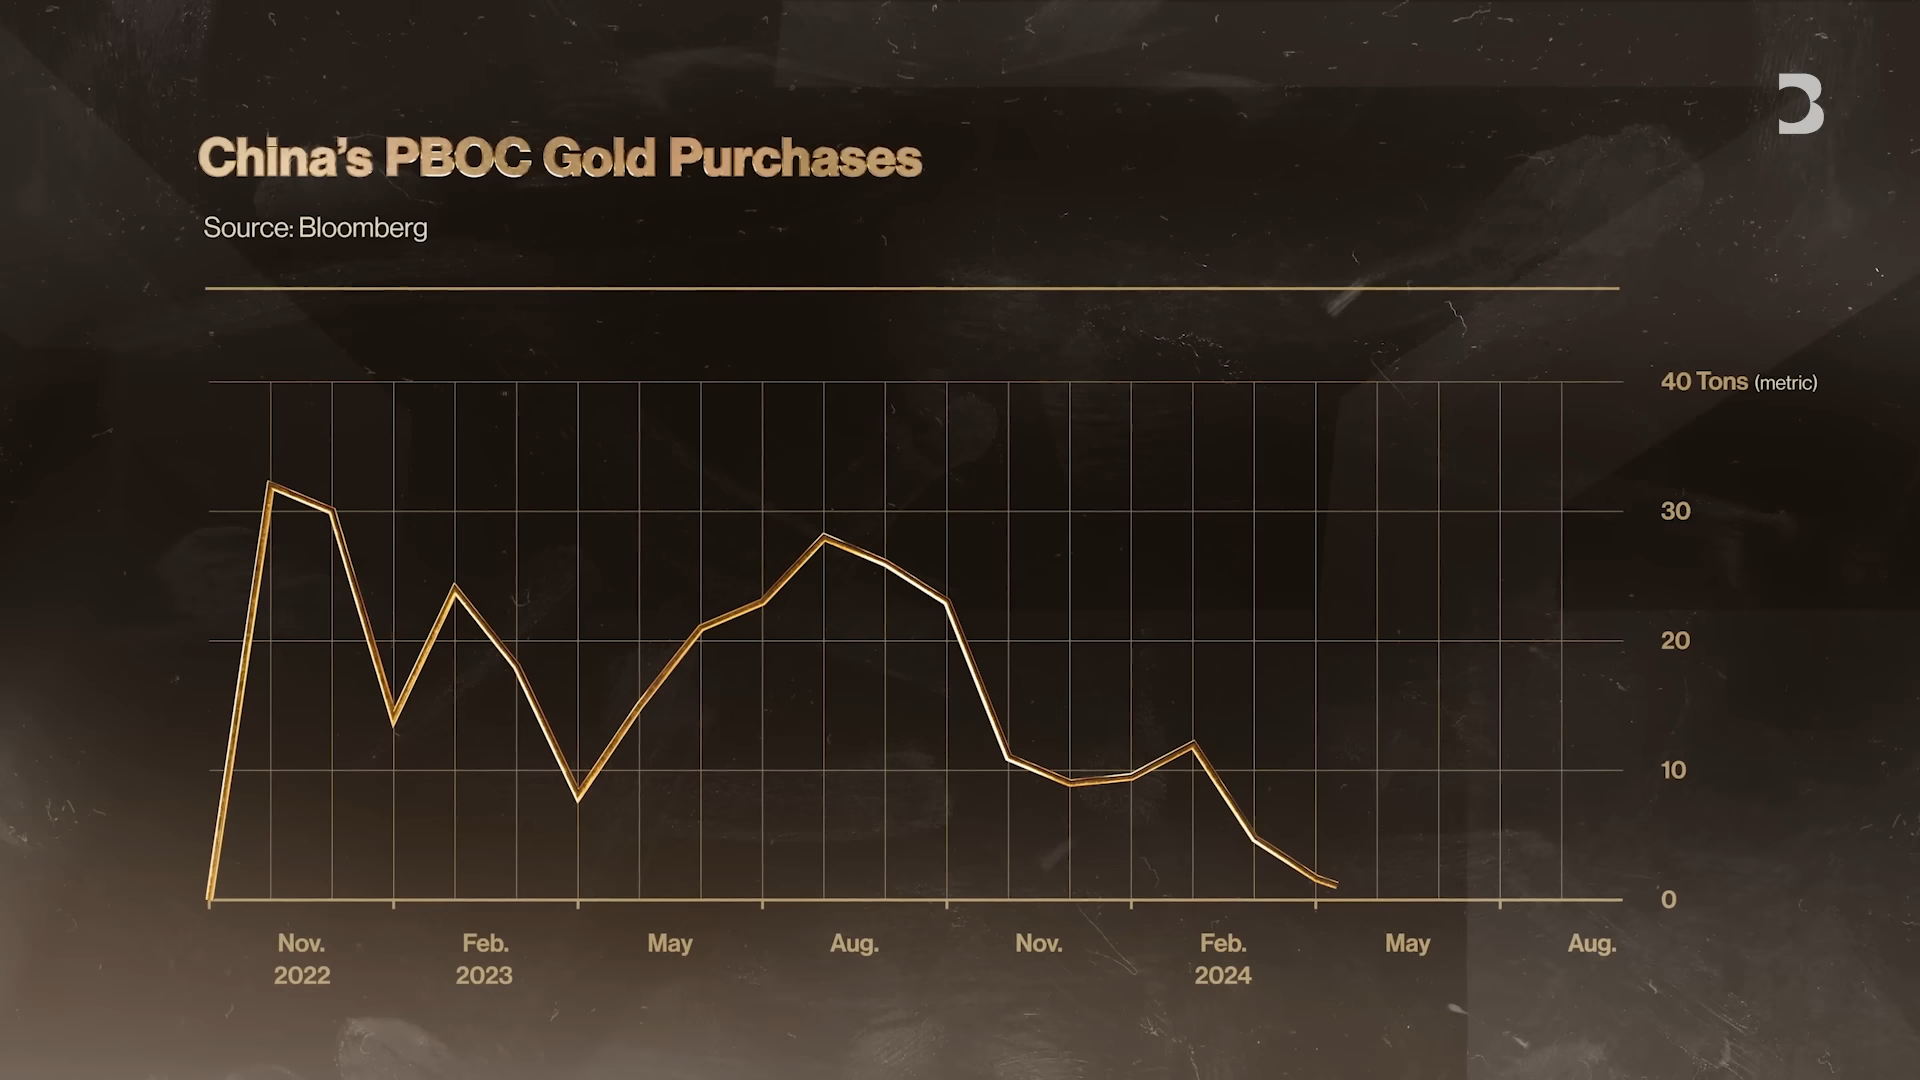 China's PBOC Gold Purchases
Source: Bloomberg
40 Tons (metric)
30
20
10
0
Nov. Feb. May Aug. Nov. Feb. May Aug.
2022 2023 2024